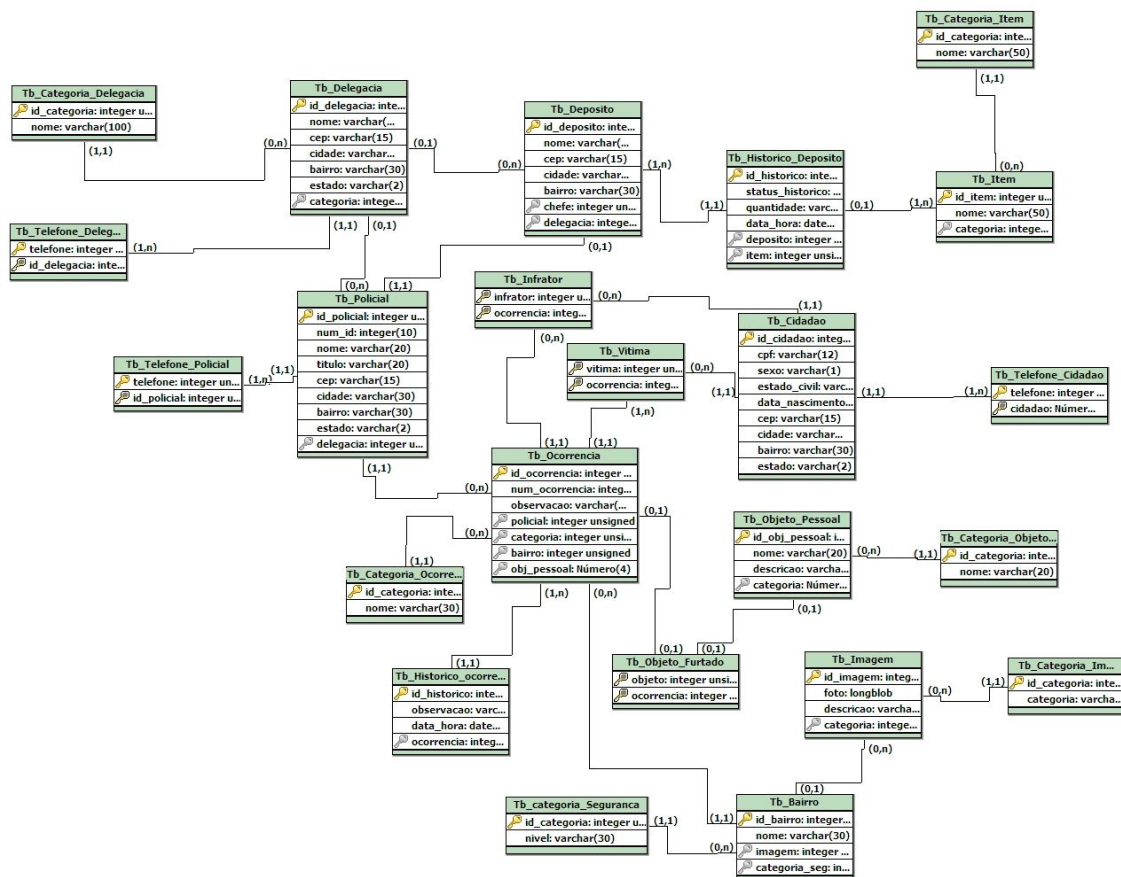 Tb_Categoria_Item
id_categoria: inte...
nome: varchar(50)
(1,1)
(0,n)
Tb_Categoria_Delegacia
id_categoria: integer u...
nome: varchar(100)
(1,1)
(0,n)
Tb_Delegacia
id_delegacia: inte...
nome: varchar(...
cep: varchar(15)
cidade: varchar...
bairro: varchar(30)
estado: varchar(2)
categoria: intege...
(0,1)
(0,n)
(1,1)
(0,1)
Tb_Deposito
id_deposito: inte...
nome: varchar(...
cep: varchar(15)
cidade: varchar...
bairro: varchar(30)
chefe: integer un...
delegacia: intege...
(1,n)
(1,1)
(0,1)
Tb_Historico_Deposito
id_historico: inte...
status_historico: ...
quantidade: varc...
data_hora: date...
deposito: integer ...
item: integer unsi...
(0,1)
(1,n)
Tb_Item
id_item: integer u...
nome: varchar(50)
categoria: intege...
Tb_Telefone_Deleg...
telefone: integer ...
id_delegacia: inte...
(1,n)
(0,n)
(1,1)
Tb_Policial
id_policial: integer u...
num_id: integer(10)
nome: varchar(20)
titulo: varchar(20)
cep: varchar(15)
cidade: varchar(30)
bairro: varchar(30)
estado: varchar(2)
delegacia: integer u...
(1,1)
(0,n)
Tb_Telefone_Policial
telefone: integer un...
id_policial: integer u...
(1,n)
(1,1)
Tb_Infrator
infrator: integer u...
ocorrencia: integ...
(0,n)
(1,1)
(0,n)
(1,1)
Tb_Vitima
vitima: integer un...
ocorrencia: integ...
(0,n)
(1,1)
(1,n)
(1,1)
Tb_Cidadao
id_cidadao: integ...
cpf: varchar(12)
sexo: varchar(1)
estado_civil: varc...
data_nascimento...
cep: varchar(15)
cidade: varchar...
bairro: varchar(30)
estado: varchar(2)
(1,1)
(1,n)
Tb_Telefone_Cidadao
telefone: integer ...
cidadao: Númer...
Tb_Ocorrencia
id_ocorrencia: integer ...
num_ocorrencia: integ...
observacao: varchar(...
policial: integer unsigned
categoria: integer unsi...
bairro: integer unsigned
obj_pessoal: Número(4)
(0,n)
(1,1)
(0,1)
(1,n)
(0,n)
Tb_Categoria_Ocorre...
id_categoria: inte...
nome: varchar(30)
Tb_Objeto_Pessoal
id_obj_pessoal: i...
nome: varchar(20)
descricao: varcha...
categoria: Númer...
(0,n)
(1,1)
(0,1)
Tb_Categoria_Objeto...
id_categoria: inte...
nome: varchar(20)
(0,1)
(0,1)
Tb_Objeto_Furtado
objeto: integer unsi...
ocorrencia: integer ...
(1,1)
Tb_Historico_ocorre...
id_historico: inte...
observacao: varc...
data_hora: date...
ocorrencia: integ...
Tb_Imagem
id_imagem: integ...
foto: longblob
descricao: varcha...
categoria: intege...
(0,n)
(1,1)
(0,n)
Tb_Categoria_Im...
id_categoria: inte...
categoria: varcha...
Tb_categoria_Seguranca
id_categoria: integer u...
nivel: varchar(30)
(1,1)
(0,n)
(0,1)
(1,1)
Tb_Bairro
id_bairro: integer...
nome: varchar(30)
imagem: integer ...
categoria_seg: in...